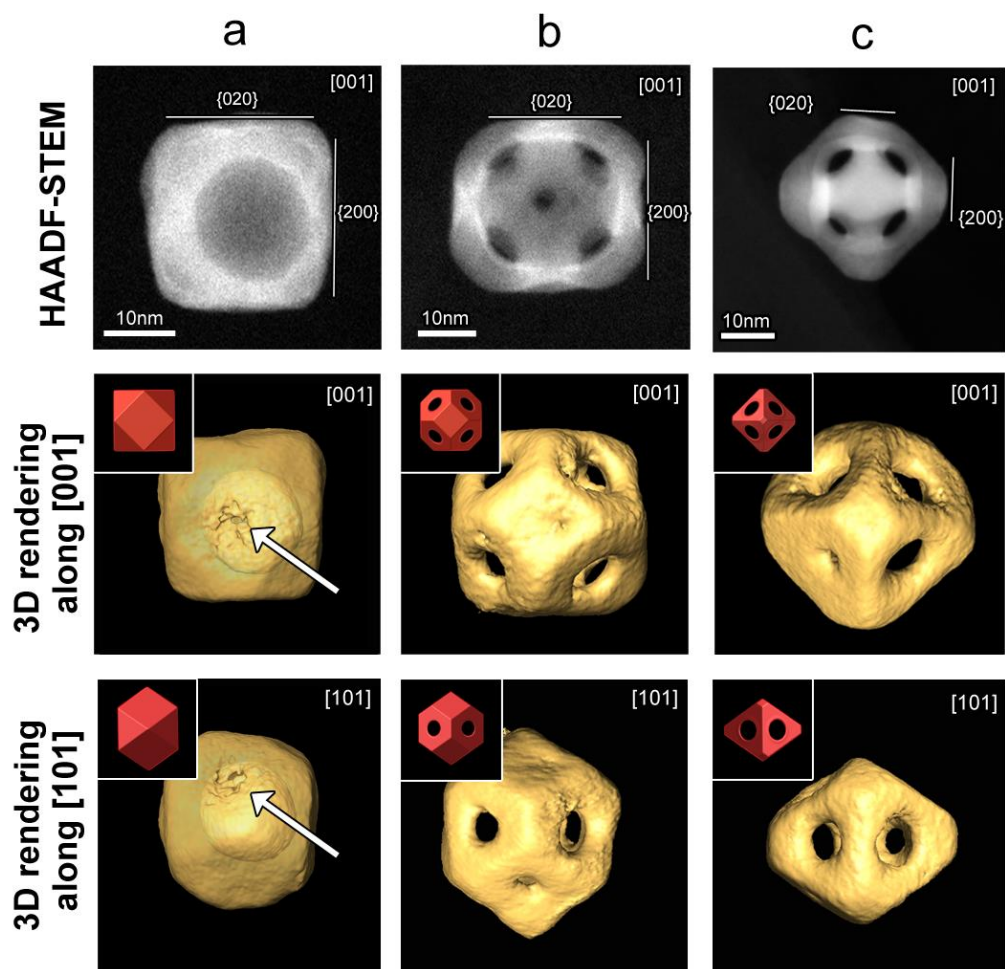 a
b
c
HAADF-STEM
[001]
{020}
{200}
10nm
[001]
{020}
{200}
10nm
[001]
{020}
{200}
10nm
3D rendering
along [001]
[001]
[001]
[001]
3D rendering
along [101]
[101]
[101]
[101]